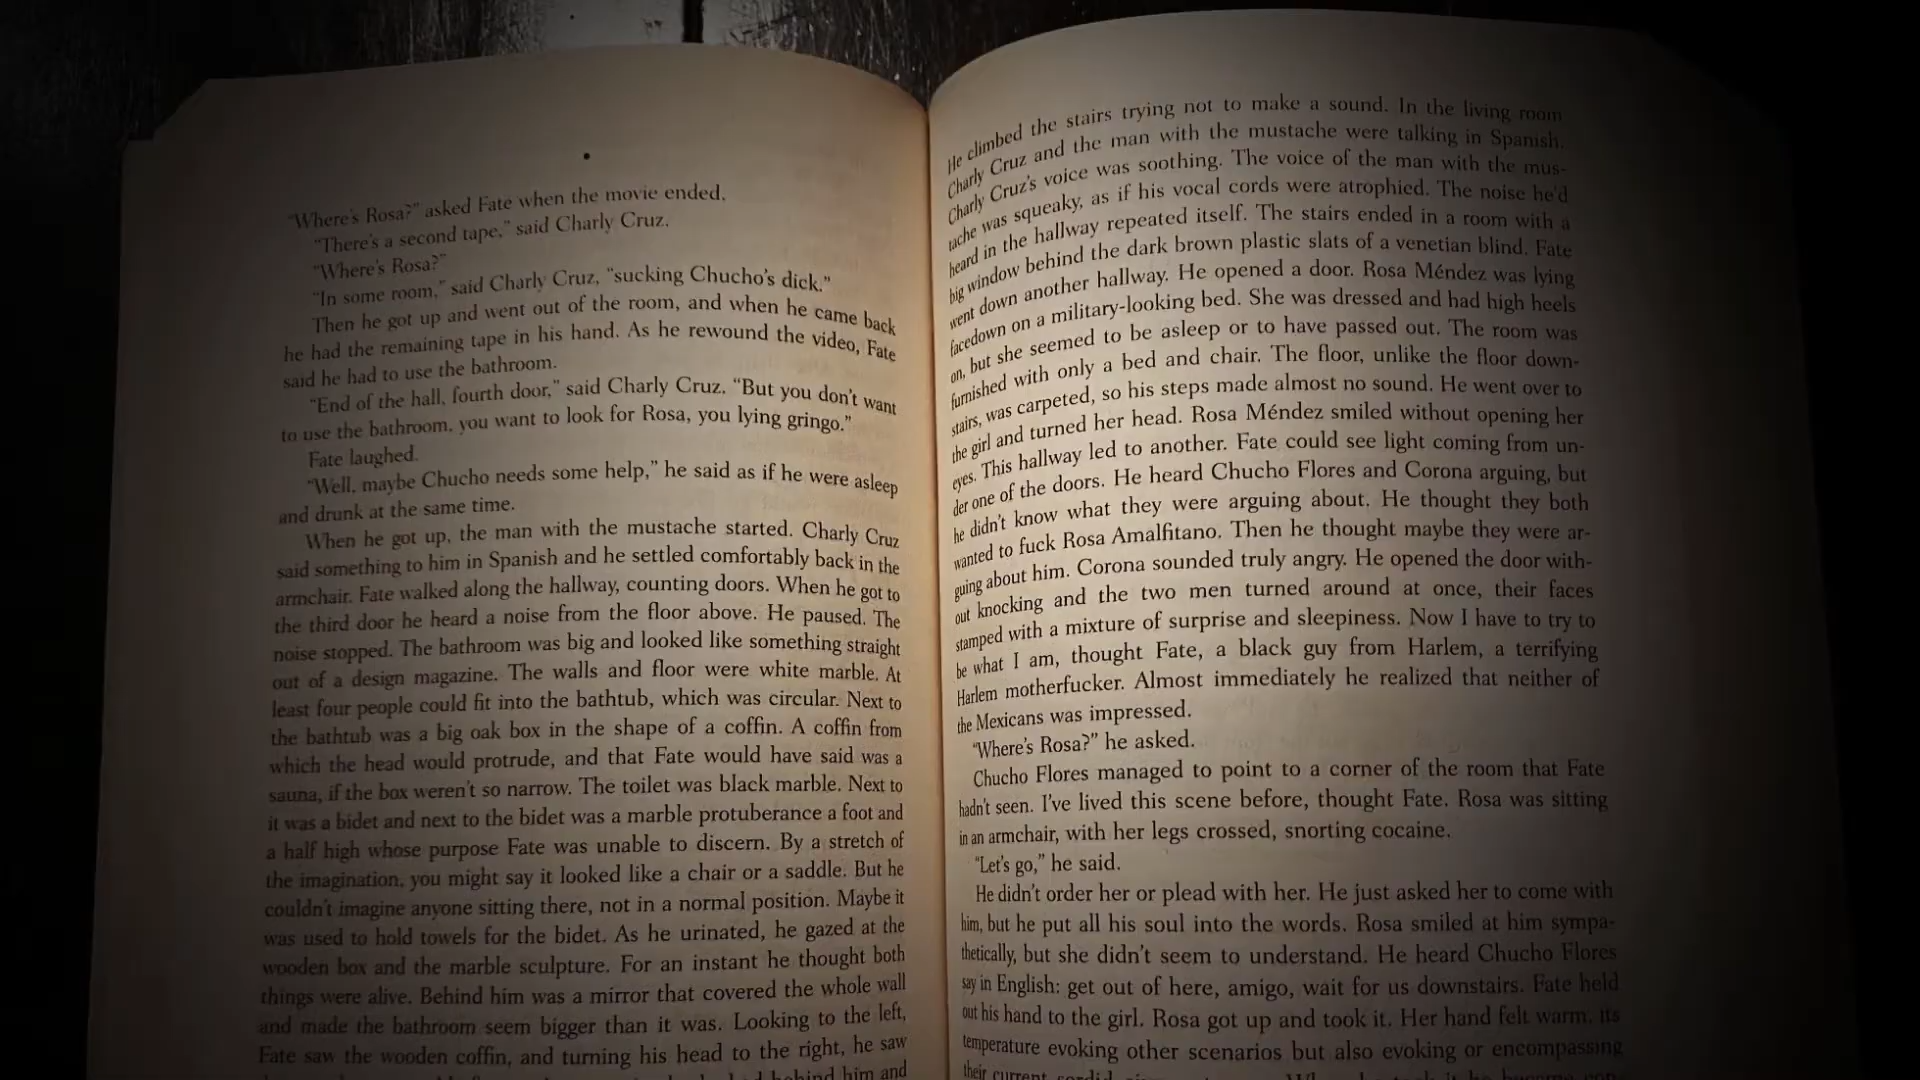 “Where's Rosa?” asked Fate when the movie ended.
“There's a second tape,” said Charly Cruz.
“Where's Rosa?”
“In some room,” said Charly Cruz, “sucking Chucho's dick.”
Then he got up and went out of the room, and when he came back
he had the remaining tape in his hand. As he rewound the video, Fate
said he had to use the bathroom.
“End of the hall, fourth door,” said Charly Cruz. “But you don't want
to use the bathroom, you want to look for Rosa, you lying gringo.”
Fate laughed.
“Well, maybe Chucho needs some help,” he said as if he were asleep
and drunk at the same time.
When he got up, the man with the mustache started. Charly Cruz
said something to him in Spanish and he settled comfortably back in the
armchair. Fate walked along the hallway, counting doors. When he got to
the third door he heard a noise from the floor above. He paused. The
noise stopped. The bathroom was big and looked like something straight
out of a design magazine. The walls and floor were white marble. At
least four people could fit into the bathtub, which was circular. Next to
the bathtub was a big oak box in the shape of a coffin. A coffin from
which the head would protrude, and that Fate would have said was a
sauna, if the box weren't so narrow. The toilet was black marble. Next to
it was a bidet and next to the bidet was a marble protuberance a foot and
a half high whose purpose Fate was unable to discern. By a stretch of
the imagination, you might say it looked like a chair or a saddle. But he
couldn't imagine anyone sitting there, not in a normal position. Maybe it
was used to hold towels for the bidet. As he urinated, he gazed at the
wooden box and the marble sculpture. For an instant he thought both
things were alive. Behind him was a mirror that covered the whole wall
and made the bathroom seem bigger than it was. Looking to the left,
Fate saw the wooden coffin, and turning his head to the right, he saw
behind him and
He climbed the stairs trying not to make a sound. In the living room
Charly Cruz and the man with the mustache were talking in Spanish.
Charly Cruz's voice was soothing. The voice of the man with the mus-
tache was squeaky, as if his vocal cords were atrophied. The noise he'd
heard in the hallway repeated itself. The stairs ended in a room with a
big window behind the dark brown plastic slats of a venetian blind. Fate
went down another hallway. He opened a door. Rosa Méndez was lying
facedown on a military-looking bed. She was dressed and had high heels
on, but she seemed to be asleep or to have passed out. The room was
furnished with only a bed and chair. The floor, unlike the floor down-
stairs, was carpeted, so his steps made almost no sound. He went over to
the girl and turned her head. Rosa Méndez smiled without opening her
eyes. This hallway led to another. Fate could see light coming from un-
der one of the doors. He heard Chucho Flores and Corona arguing, but
he didn't know what they were arguing about. He thought they both
wanted to fuck Rosa Amalfitano. Then he thought maybe they were ar-
guing about him. Corona sounded truly angry. He opened the door with-
out knocking and the two men turned around at once, their faces
stamped with a mixture of surprise and sleepiness. Now I have to try to
be what I am, thought Fate, a black guy from Harlem, a terrifying
Harlem motherfucker. Almost immediately he realized that neither of
the Mexicans was impressed.
“Where's Rosa?” he asked.
Chucho Flores managed to point to a corner of the room that Fate
hadn't seen. I've lived this scene before, thought Fate. Rosa was sitting
in an armchair, with her legs crossed, snorting cocaine.
“Let's go,” he said.
He didn't order her or plead with her. He just asked her to come with
him, but he put all his soul into the words. Rosa smiled at him sympa-
thetically, but she didn't seem to understand. He heard Chucho Flores
say in English: get out of here, amigo, wait for us downstairs. Fate held
out his hand to the girl. Rosa got up and took it. Her hand felt warm, its
temperature evoking other scenarios but also evoking or encompassing
their current